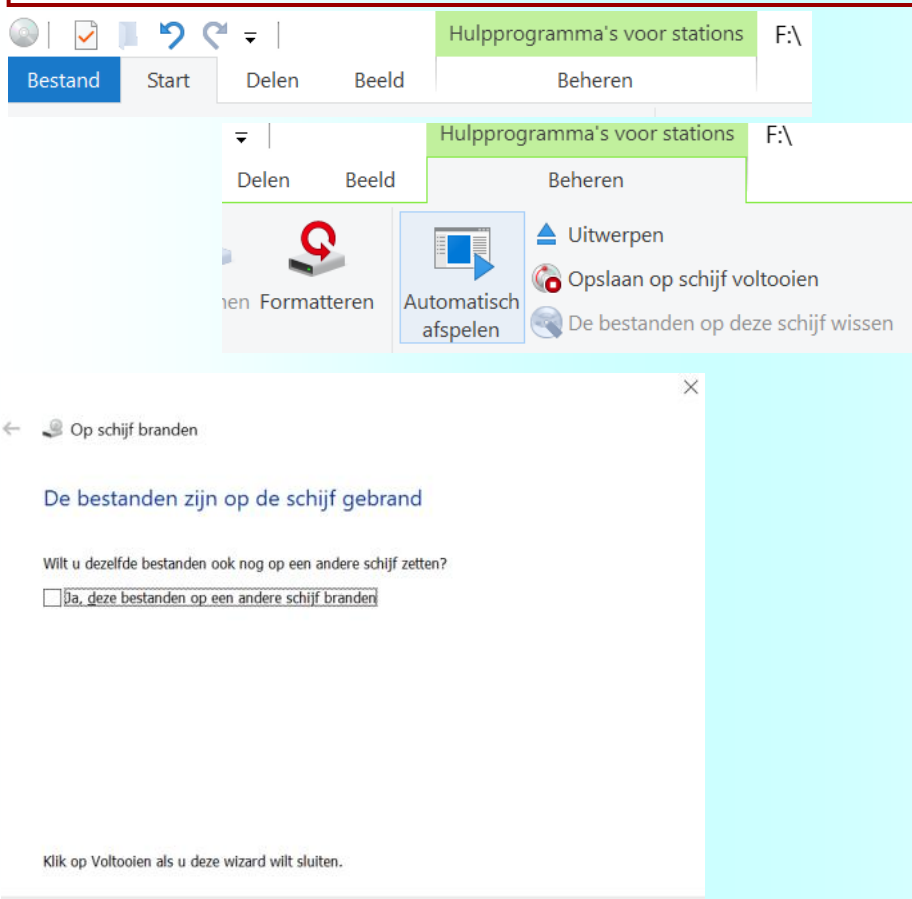 Hulpprogramma's voor stations F:\
Bestand Start Delen Beeld Beheren
Hulpprogramma's voor stations F:\
Delen Beeld Beheren
Uitwerpen
Opslaan op schijf voltooien
Formatteren
Automatisch
afspelen
De bestanden op deze schijf wissen
Op schijf branden
De bestanden zijn op de schijf gebrand
Wilt u dezelfde bestanden ook nog op een andere schijf zetten?
Ja, deze bestanden op een andere schijf branden
Klik op Voltooien als u deze wizard wilt sluiten.